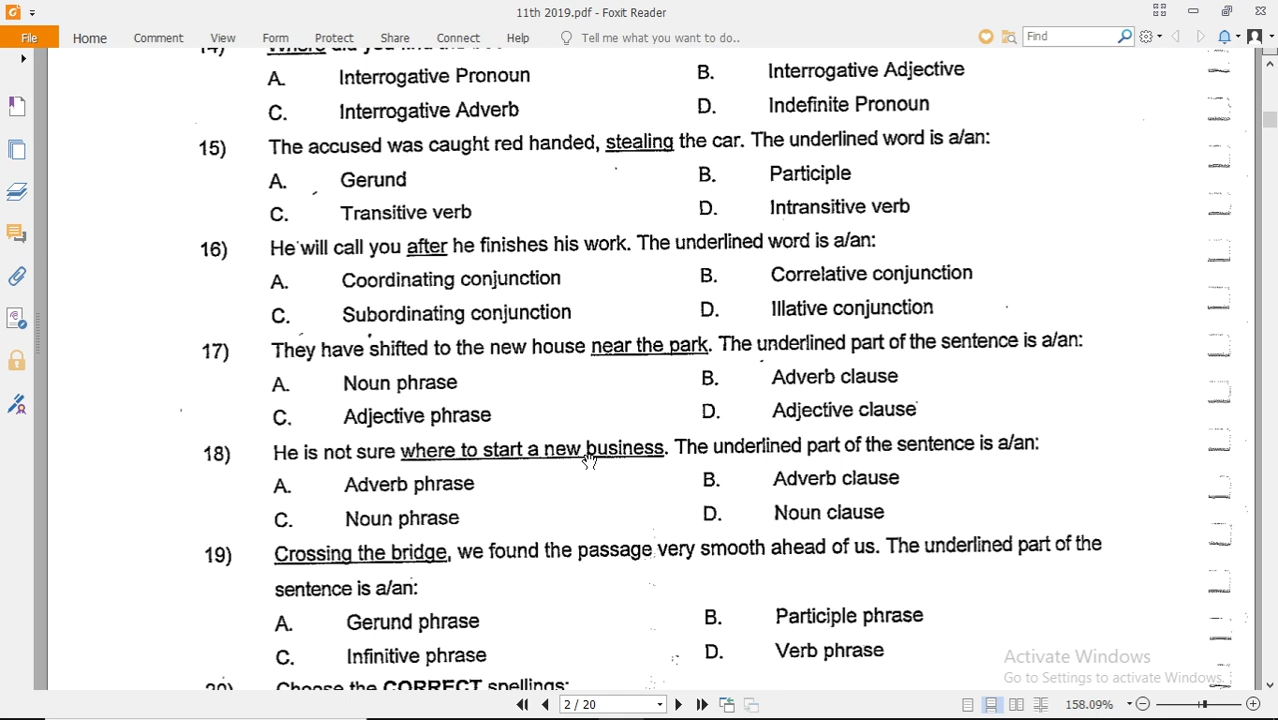 11th 2019.pdf - Foxit Reader
File Home Comment View Form Protect Share Connect Help Tell me what you want to do.. Find
14) Where did you find the
A. Interrogative Pronoun B. Interrogative Adjective
C. Interrogative Adverb D. Indefinite Pronoun
15) The accused was caught red handed, stealing the car. The underlined word is a/an:
A. Gerund B. Participle
C. Transitive verb D. Intransitive verb
16) He will call you after he finishes his work. The underlined word is a/an:
A. Coordinating conjunction B. Correlative conjunction
C. Subordinating conjunction D. Illative conjunction
17) They have shifted to the new house near the park. The underlined part of the sentence is a/an:
A. Noun phrase B. Adverb clause
C. Adjective phrase D. Adjective clause
18) He is not sure where to start a new business. The underlined part of the sentence is a/an:
A. Adverb phrase B. Adverb clause
C. Noun phrase D. Noun clause
19) Crossing the bridge, we found the passage very smooth ahead of us. The underlined part of the
sentence is a/an:
A. Gerund phrase B. Participle phrase
C. Infinitive phrase D. Verb phrase
20) Choose the CORRECT spellings:
Activate Windows
Go to Settings to activate Windows.
2 / 20 158.09%